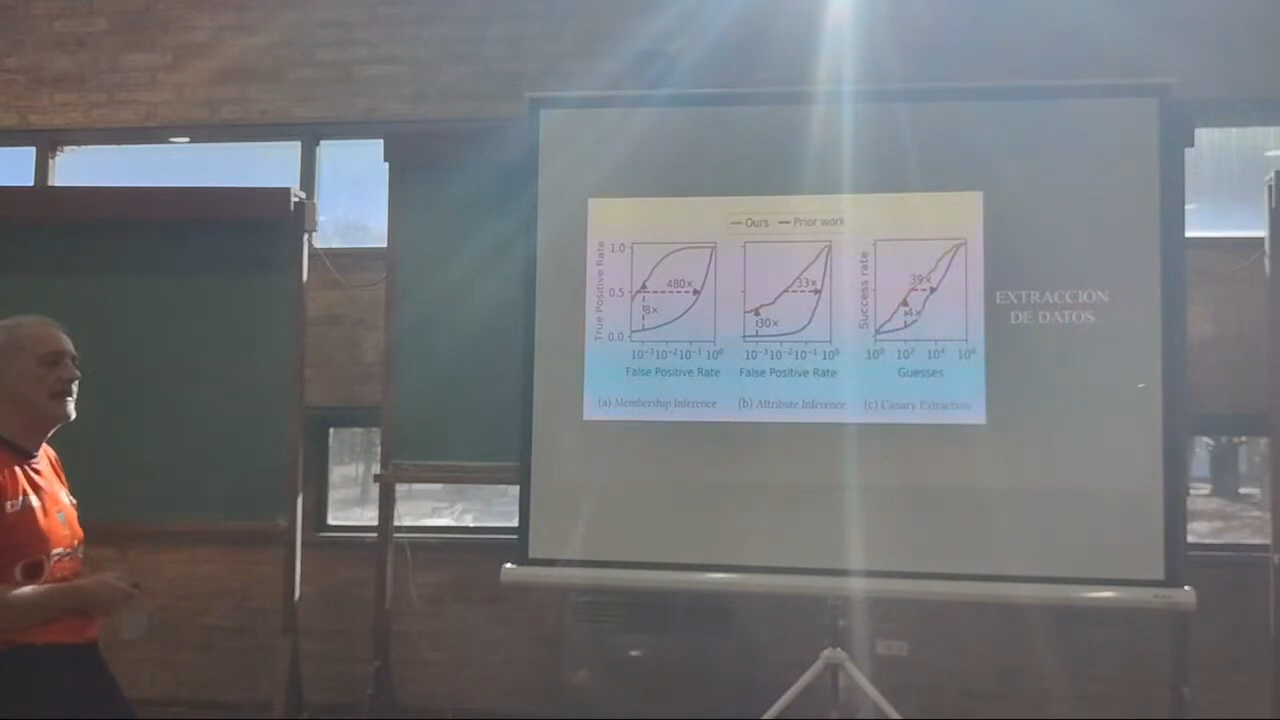 Ours Prior work
True Positive Rate
1.0
0.5
0.0
480×
8×
10⁻³ 10⁻² 10⁻¹ 10⁰
False Positive Rate
(a) Membership Inference
33×
30×
10⁻³ 10⁻² 10⁻¹ 10⁰
False Positive Rate
(b) Attribute Inference
Success rate
39×
4×
10⁰ 10² 10⁴ 10⁶
Guesses
(c) Canary Extraction
EXTRACCIÓN
DE DATOS